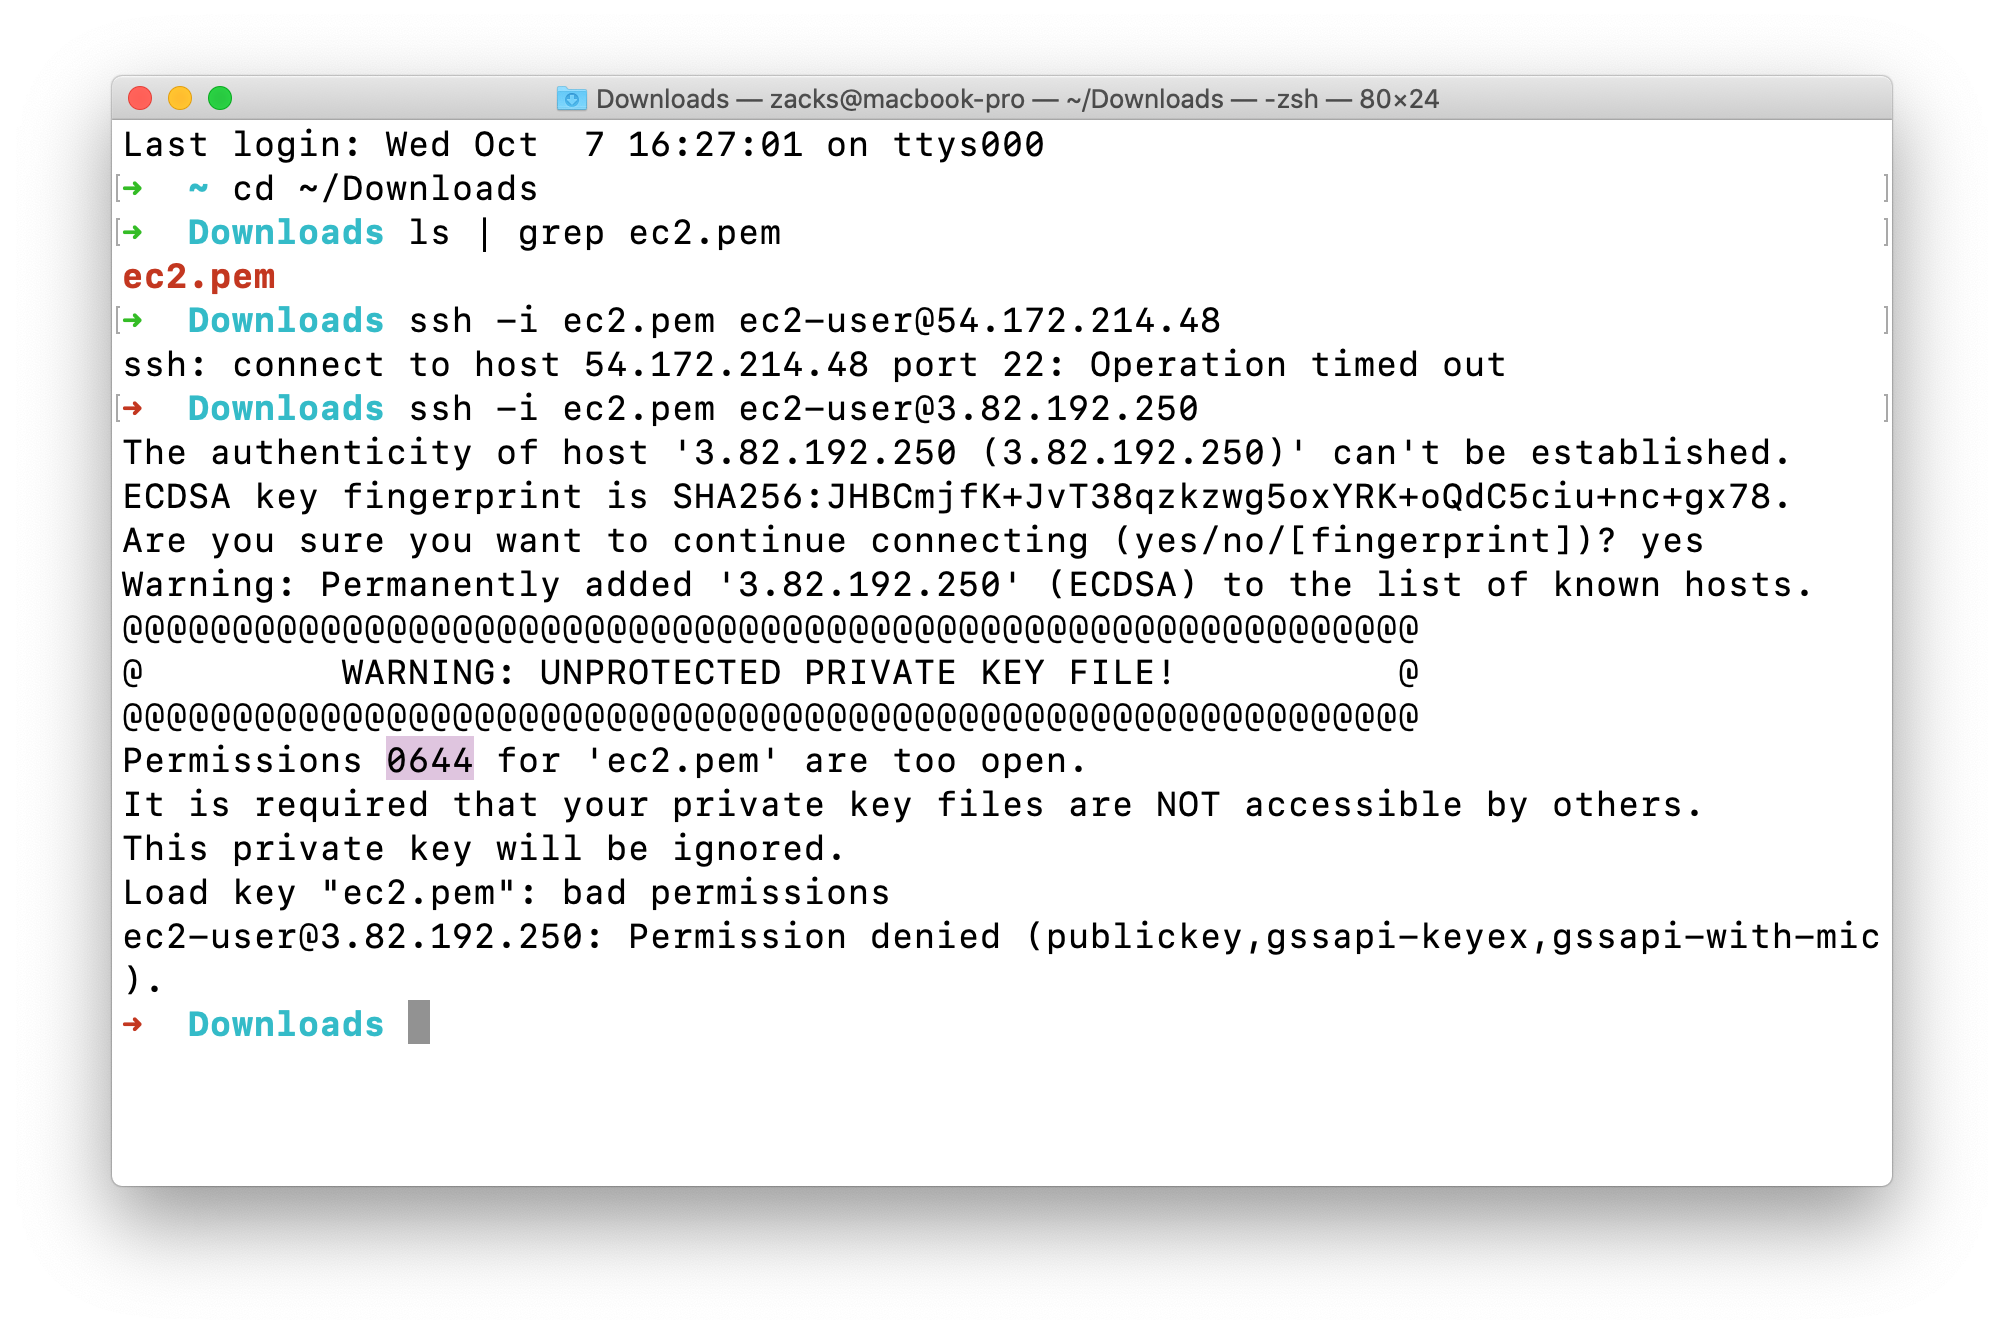 Downloads — zacks@macbook-pro — ~/Downloads — -zsh — 80×24
Last login: Wed Oct  7 16:27:01 on ttys000
[➜  ~ cd ~/Downloads ]
[➜  Downloads ls | grep ec2.pem ]
ec2.pem
[➜  Downloads ssh -i ec2.pem ec2-user@54.172.214.48 ]
ssh: connect to host 54.172.214.48 port 22: Operation timed out
[➜  Downloads ssh -i ec2.pem ec2-user@3.82.192.250 ]
The authenticity of host '3.82.192.250 (3.82.192.250)' can't be established.
ECDSA key fingerprint is SHA256:JHBCmjfK+JvT38qzkzwg5oxYRK+oQdC5ciu+nc+gx78.
Are you sure you want to continue connecting (yes/no/[fingerprint])? yes
Warning: Permanently added '3.82.192.250' (ECDSA) to the list of known hosts.
@@@@@@@@@@@@@@@@@@@@@@@@@@@@@@@@@@@@@@@@@@@@@@@@@@@@@@@@@@@
@         WARNING: UNPROTECTED PRIVATE KEY FILE!          @
@@@@@@@@@@@@@@@@@@@@@@@@@@@@@@@@@@@@@@@@@@@@@@@@@@@@@@@@@@@
Permissions 0644 for 'ec2.pem' are too open.
It is required that your private key files are NOT accessible by others.
This private key will be ignored.
Load key "ec2.pem": bad permissions
ec2-user@3.82.192.250: Permission denied (publickey,gssapi-keyex,gssapi-with-mic
).
➜  Downloads